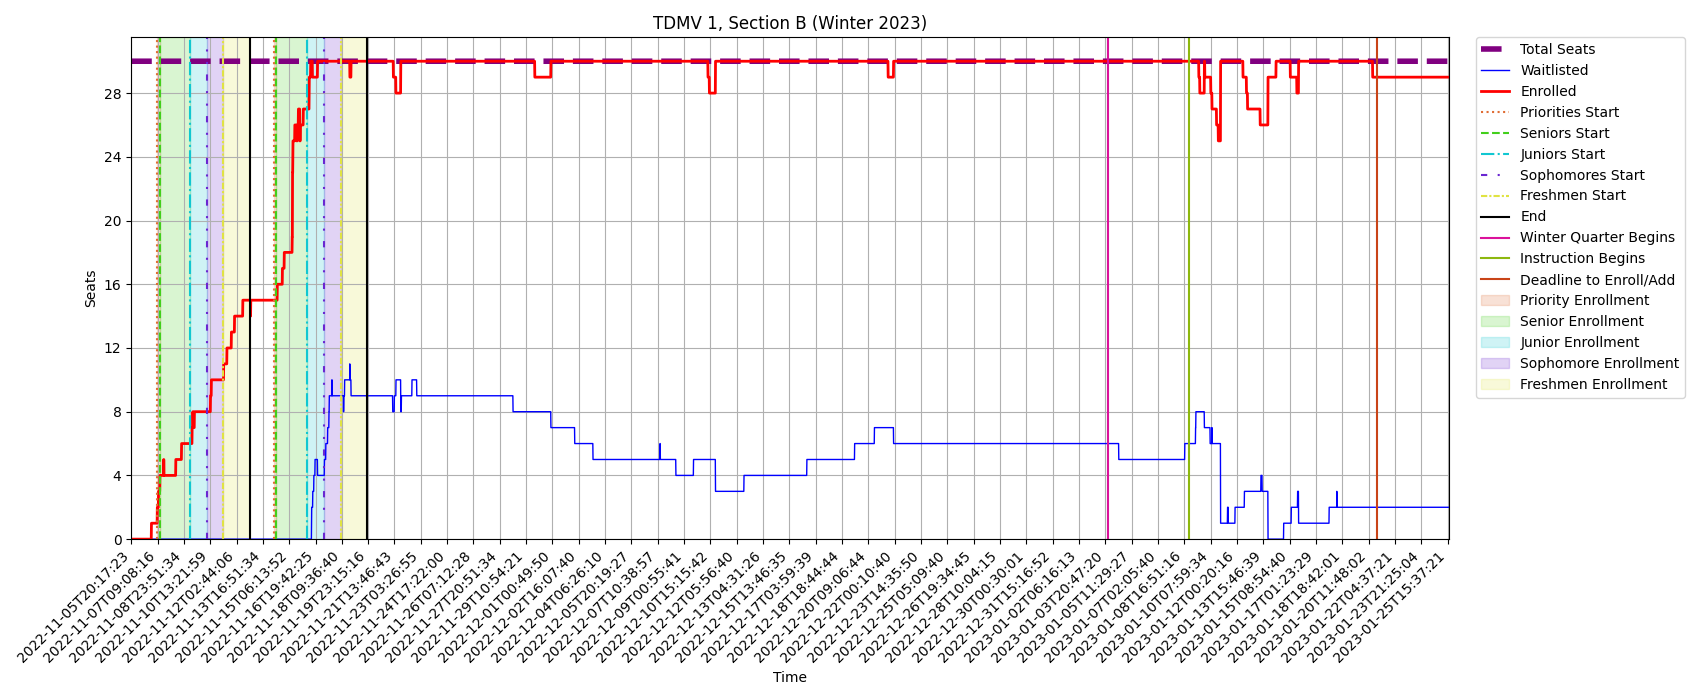 TDMV 1, Section B (Winter 2023)
Seats
28
24
20
16
12
8
4
0
2022-11-05T20:17:23
2022-11-07T09:08:16
2022-11-08T23:51:34
2022-11-10T13:21:59
2022-11-12T02:44:06
2022-11-13T16:51:34
2022-11-15T06:13:52
2022-11-16T19:42:25
2022-11-18T09:36:40
2022-11-19T23:15:16
2022-11-21T13:46:43
2022-11-23T03:26:55
2022-11-24T17:22:00
2022-11-26T07:12:28
2022-11-27T20:51:34
2022-11-29T10:54:21
2022-12-01T00:49:50
2022-12-02T16:07:40
2022-12-04T06:26:10
2022-12-05T20:19:27
2022-12-07T10:38:57
2022-12-09T00:55:41
2022-12-10T15:15:42
2022-12-12T05:56:40
2022-12-13T04:31:26
2022-12-15T13:46:35
2022-12-17T03:59:39
2022-12-18T18:44:44
2022-12-20T09:06:44
2022-12-22T00:10:40
2022-12-23T14:35:50
2022-12-25T05:09:40
2022-12-26T19:34:45
2022-12-28T10:04:15
2022-12-30T00:30:01
2022-12-31T15:16:52
2023-01-02T06:16:13
2023-01-03T20:47:20
2023-01-05T11:29:27
2023-01-07T02:05:40
2023-01-08T16:51:16
2023-01-10T07:59:34
2023-01-12T00:20:16
2023-01-13T15:46:39
2023-01-15T08:54:40
2023-01-17T01:23:29
2023-01-18T18:42:01
2023-01-20T11:48:02
2023-01-22T04:37:21
2023-01-23T21:25:04
2023-01-25T15:37:21
Time
Total Seats
Waitlisted
Enrolled
Priorities Start
Seniors Start
Juniors Start
Sophomores Start
Freshmen Start
End
Winter Quarter Begins
Instruction Begins
Deadline to Enroll/Add
Priority Enrollment
Senior Enrollment
Junior Enrollment
Sophomore Enrollment
Freshmen Enrollment